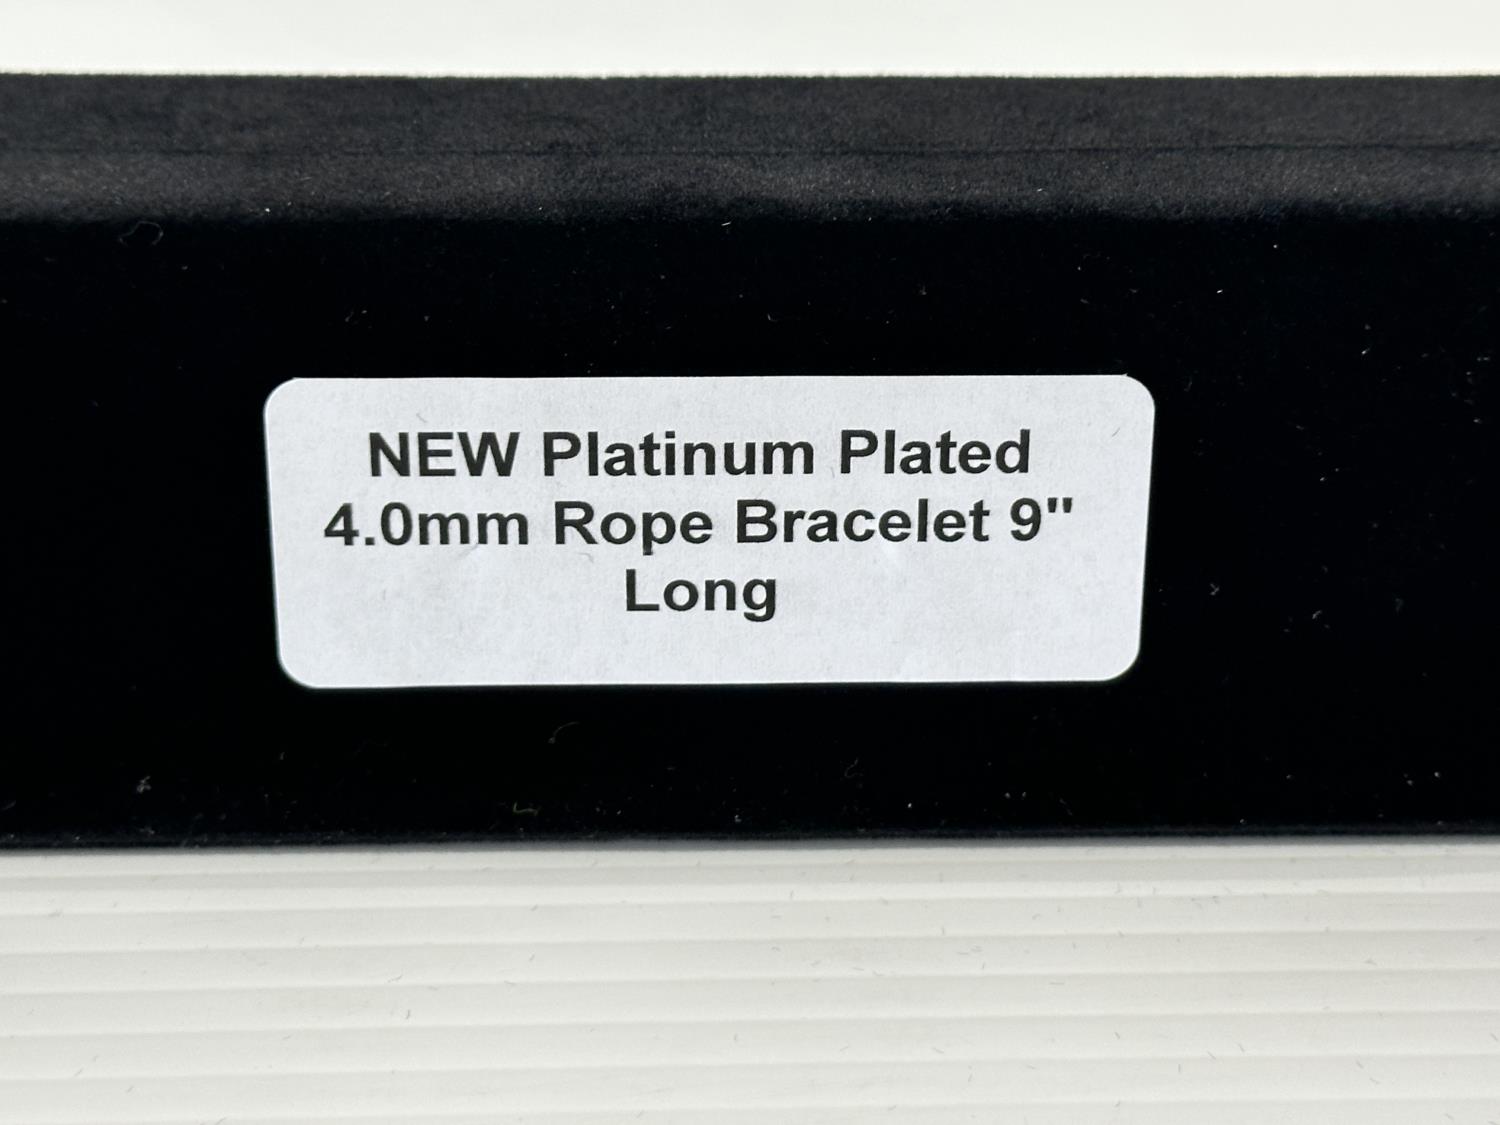 NEW Platinum Plated
4.0mm Rope Bracelet 9"
Long